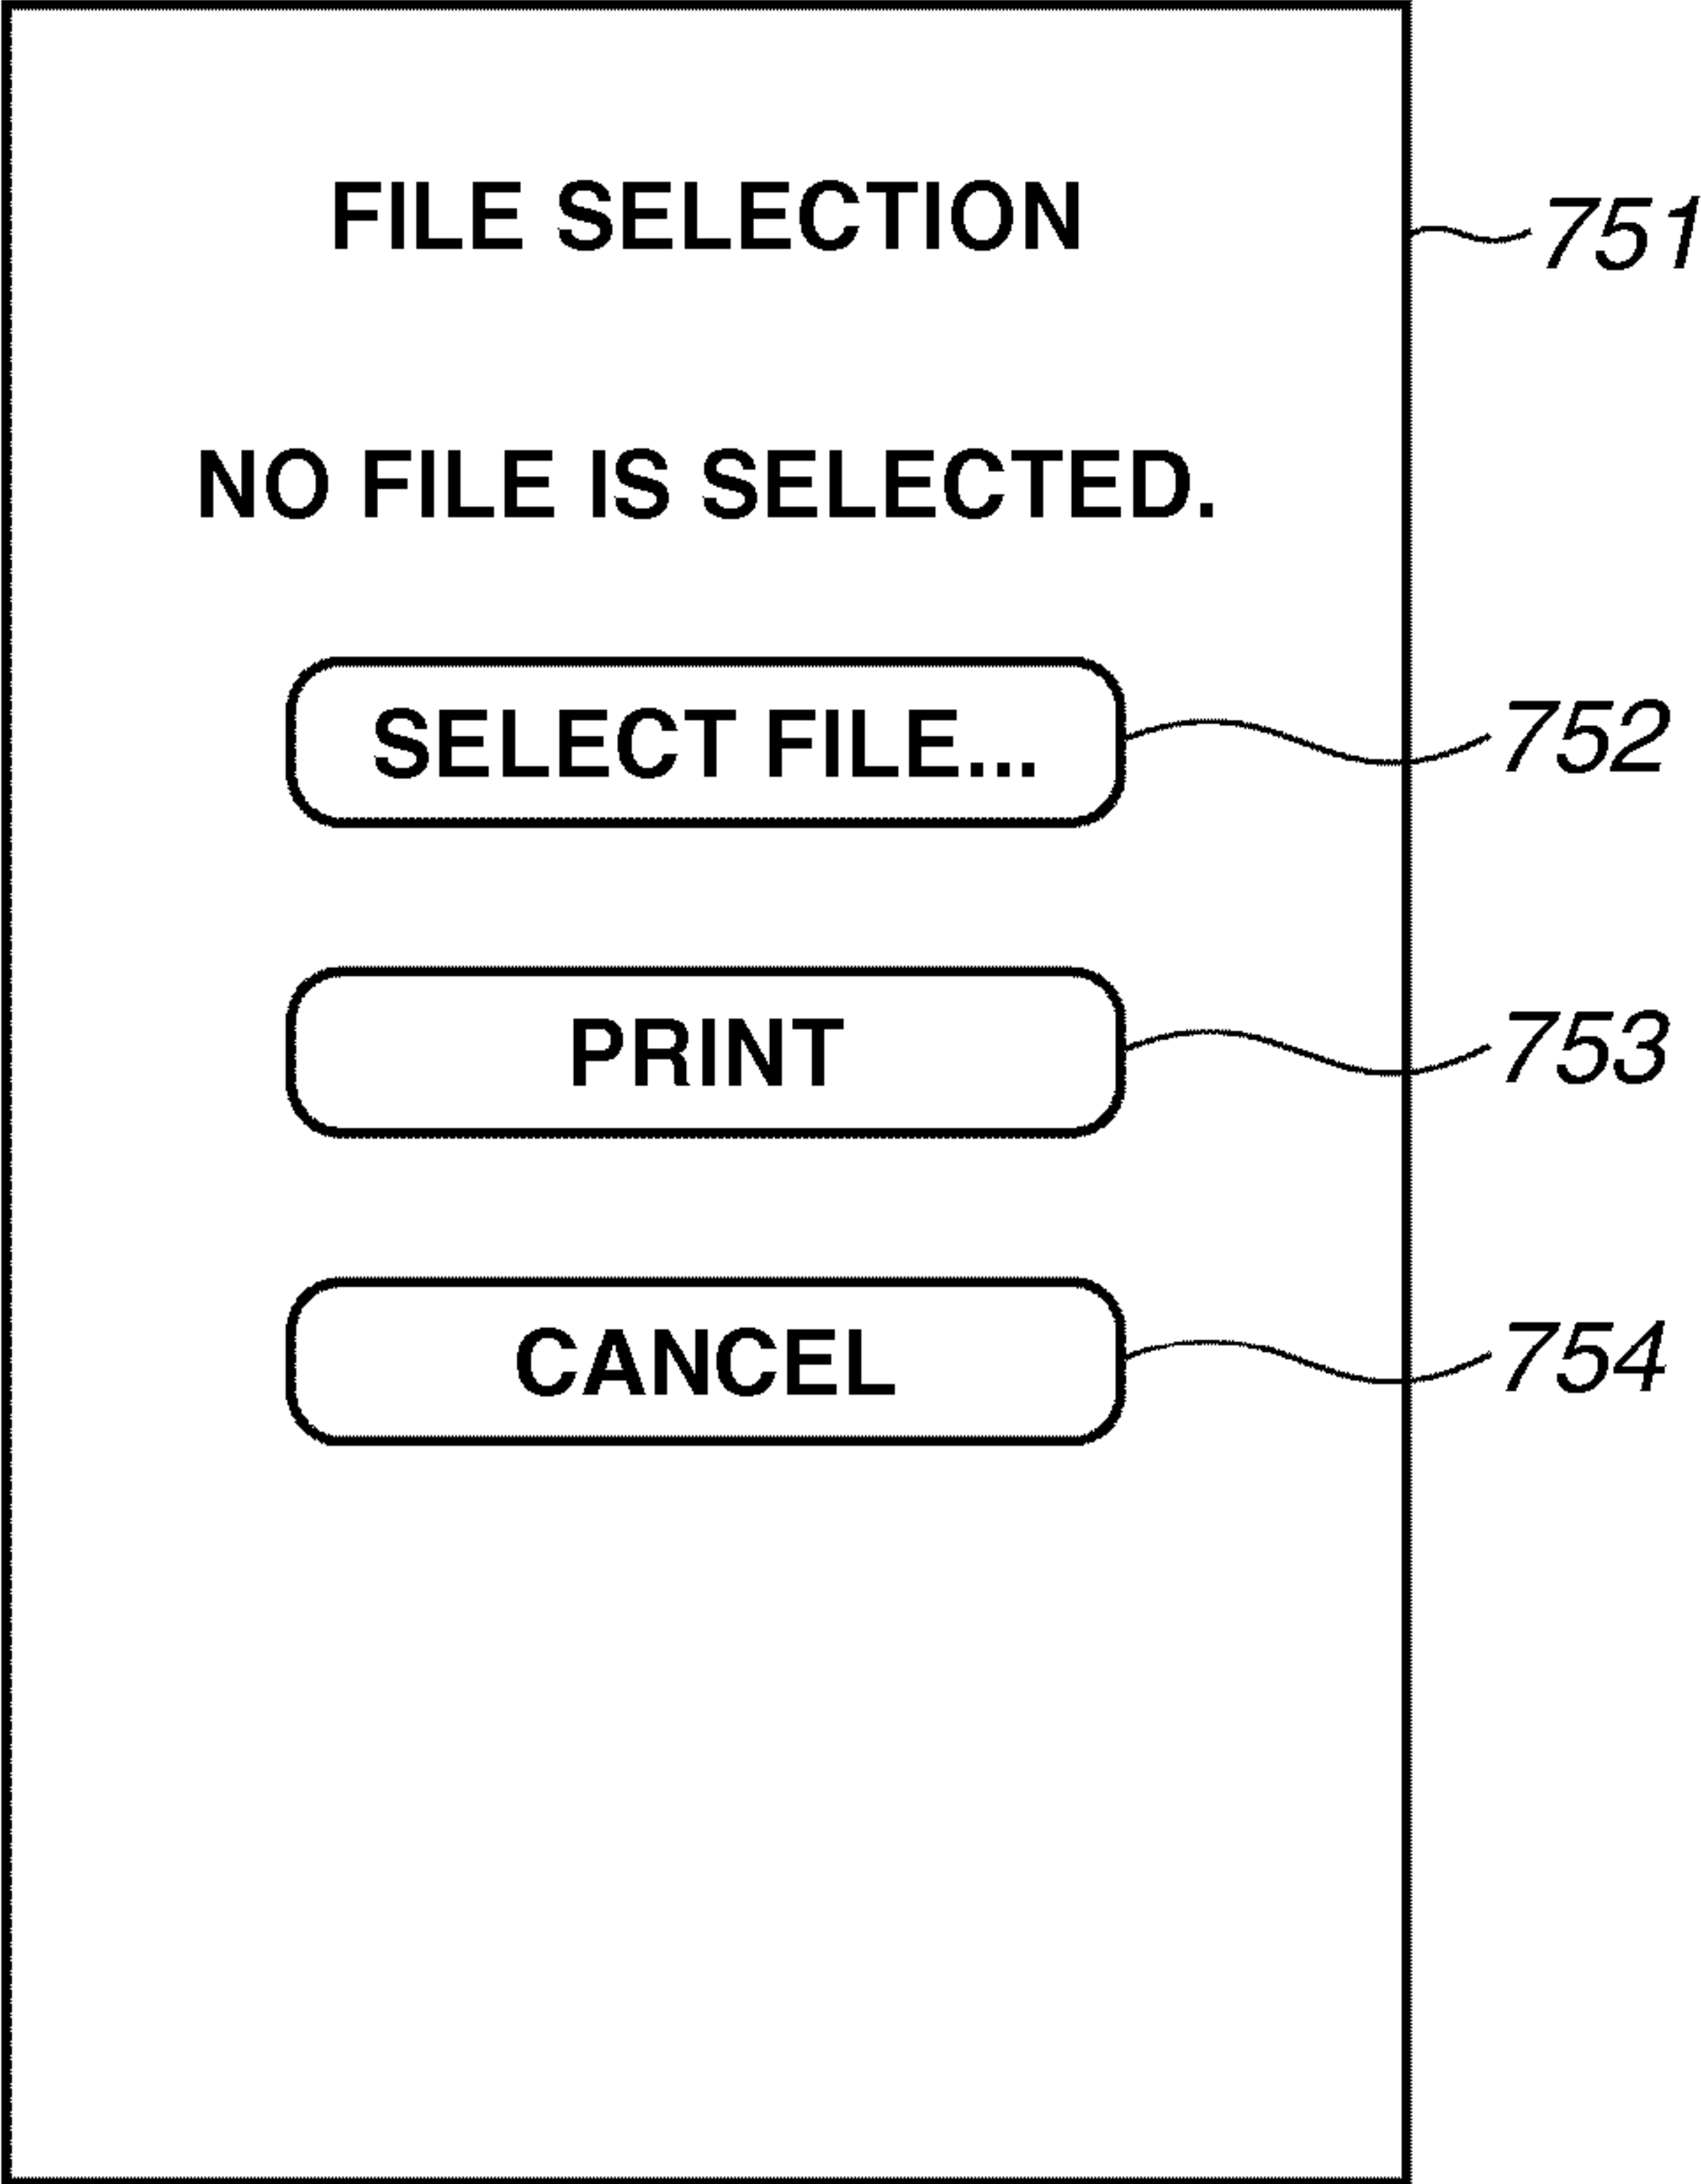 FILE SELECTION
751
NO FILE IS SELECTED.
SELECT FILE...
752
PRINT
753
CANCEL
754